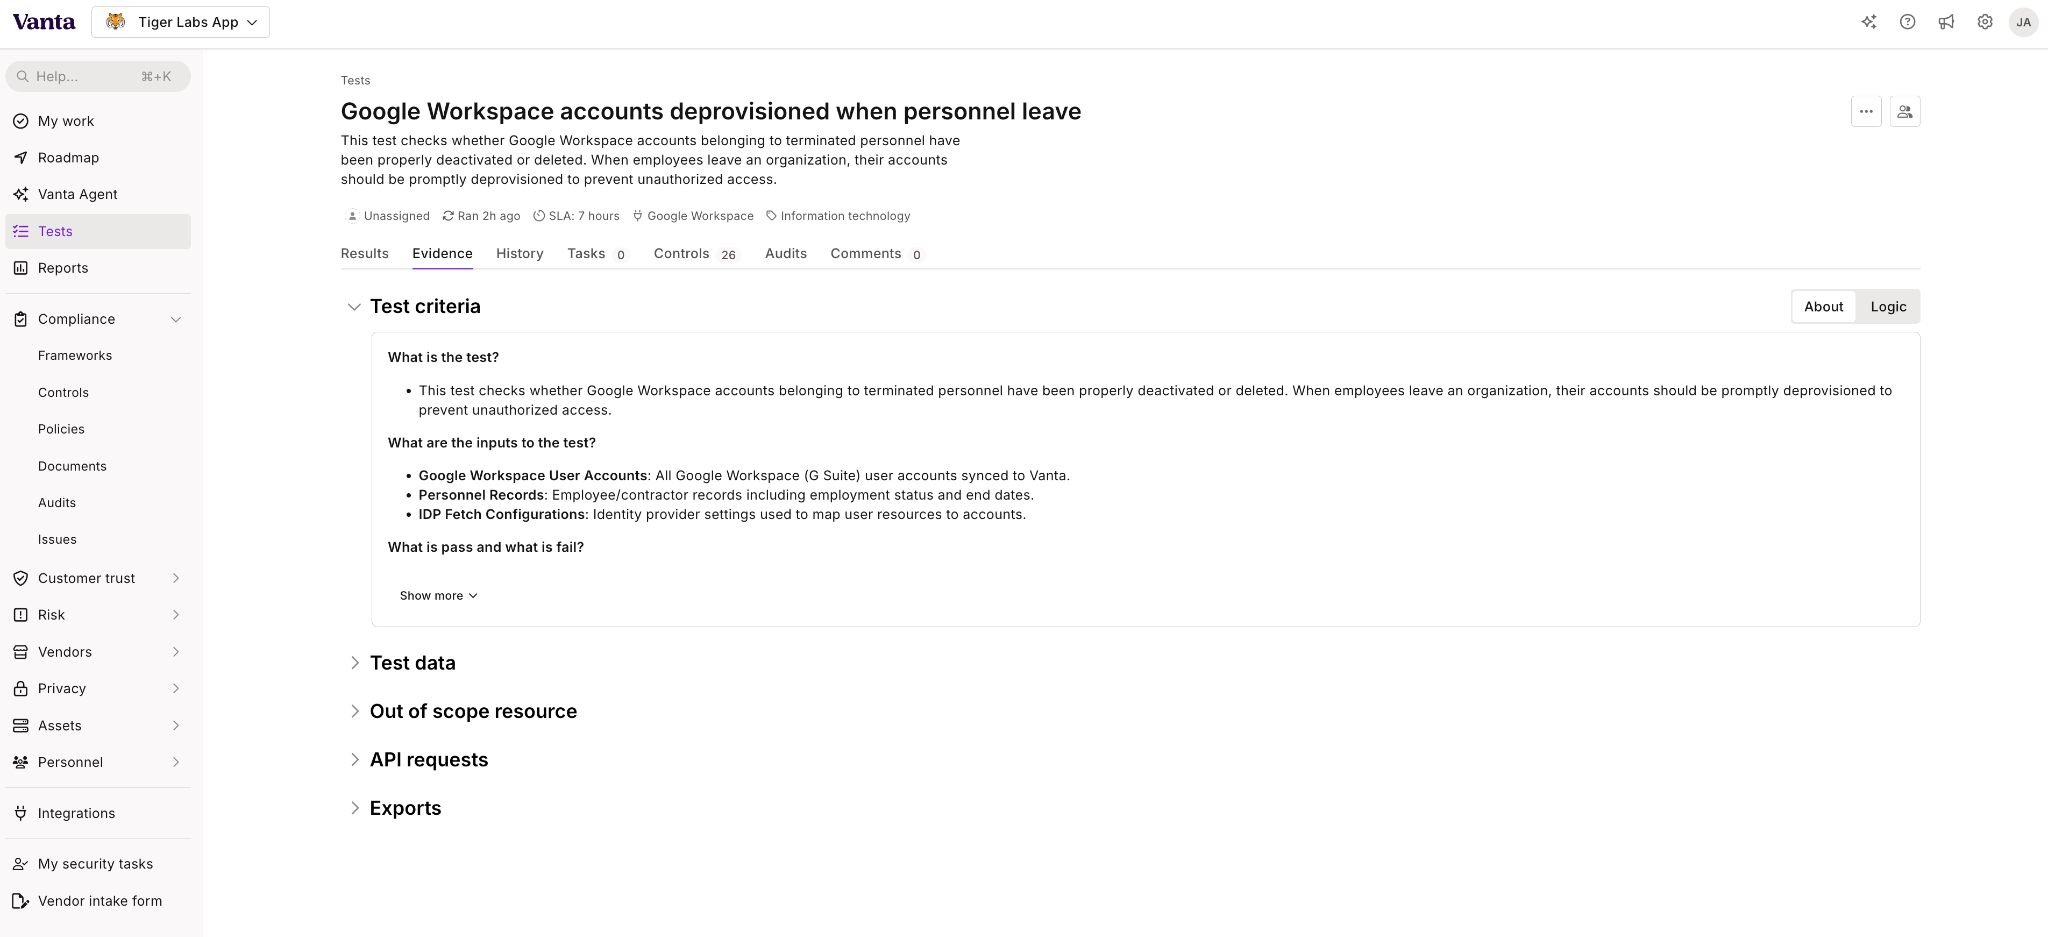 Vanta
Tiger Labs App
JA
Help...
⌘+K
My work
Roadmap
Vanta Agent
Tests
Reports
Compliance
Frameworks
Controls
Policies
Documents
Audits
Issues
Customer trust
Risk
Vendors
Privacy
Assets
Personnel
Integrations
My security tasks
Vendor intake form
Tests
Google Workspace accounts deprovisioned when personnel leave
This test checks whether Google Workspace accounts belonging to terminated personnel have
been properly deactivated or deleted. When employees leave an organization, their accounts
should be promptly deprovisioned to prevent unauthorized access.
Unassigned Ran 2h ago SLA: 7 hours Google Workspace Information technology
Results Evidence History Tasks 0 Controls 26 Audits Comments 0
Test criteria
About Logic
What is the test?
• This test checks whether Google Workspace accounts belonging to terminated personnel have been properly deactivated or deleted. When employees leave an organization, their accounts should be promptly deprovisioned to
prevent unauthorized access.
What are the inputs to the test?
• Google Workspace User Accounts: All Google Workspace (G Suite) user accounts synced to Vanta.
• Personnel Records: Employee/contractor records including employment status and end dates.
• IDP Fetch Configurations: Identity provider settings used to map user resources to accounts.
What is pass and what is fail?
Show more
Test data
Out of scope resource
API requests
Exports